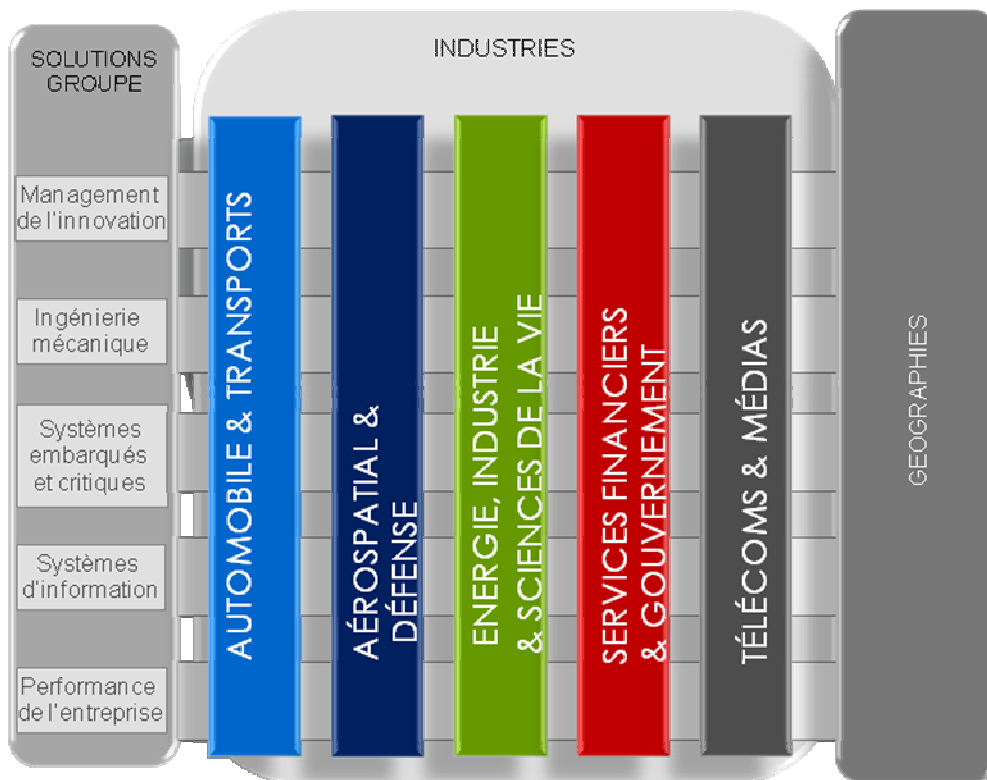 SOLUTIONS
GROUPE
Management
de l'innovation
Ingénierie
mécanique
Systèmes
embarqués
et critiques
Systèmes
d'information
Performance
de l'entreprise
INDUSTRIES
AUTOMOBILE & TRANSPORTS
AÉROSPATIAL &
DÉFENSE
ENERGIE, INDUSTRIE
& SCIENCES DE LA VIE
SERVICES FINANCIERS
& GOUVERNEMENT
TÉLÉCOMS & MÉDIAS
GEOGRAPHIES